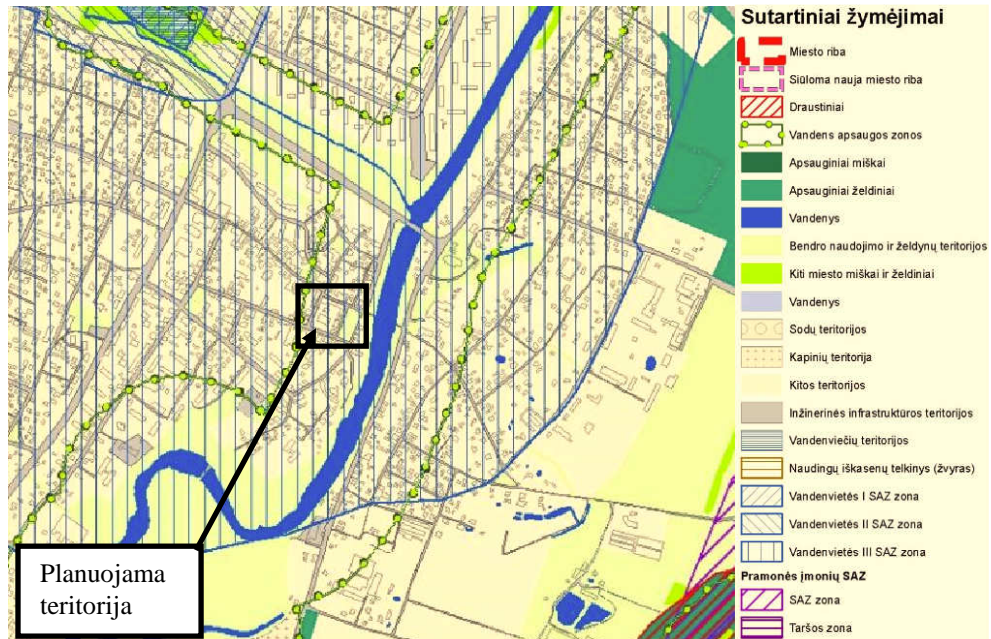 Sutartiniai žymėjimai
Miesto riba
Siūloma nauja miesto riba
Draustiniai
Vandens apsaugos zonos
Apsauginiai miškai
Apsauginiai želdiniai
Vandenys
Bendro naudojimo ir želdynų teritorijos
Kiti miesto miškai ir želdiniai
Vandenys
Sodų teritorijos
Kapinių teritorija
Kitos teritorijos
Inžinerinės infrastruktūros teritorijos
Vandenviečių teritorijos
Naudingų iškasenų telkinys (žvyras)
Vandenvietės I SAZ zona
Vandenvietės II SAZ zona
Vandenvietės III SAZ zona
Pramonės įmonių SAZ
SAZ zona
Taršos zona
Planuojama
teritorija